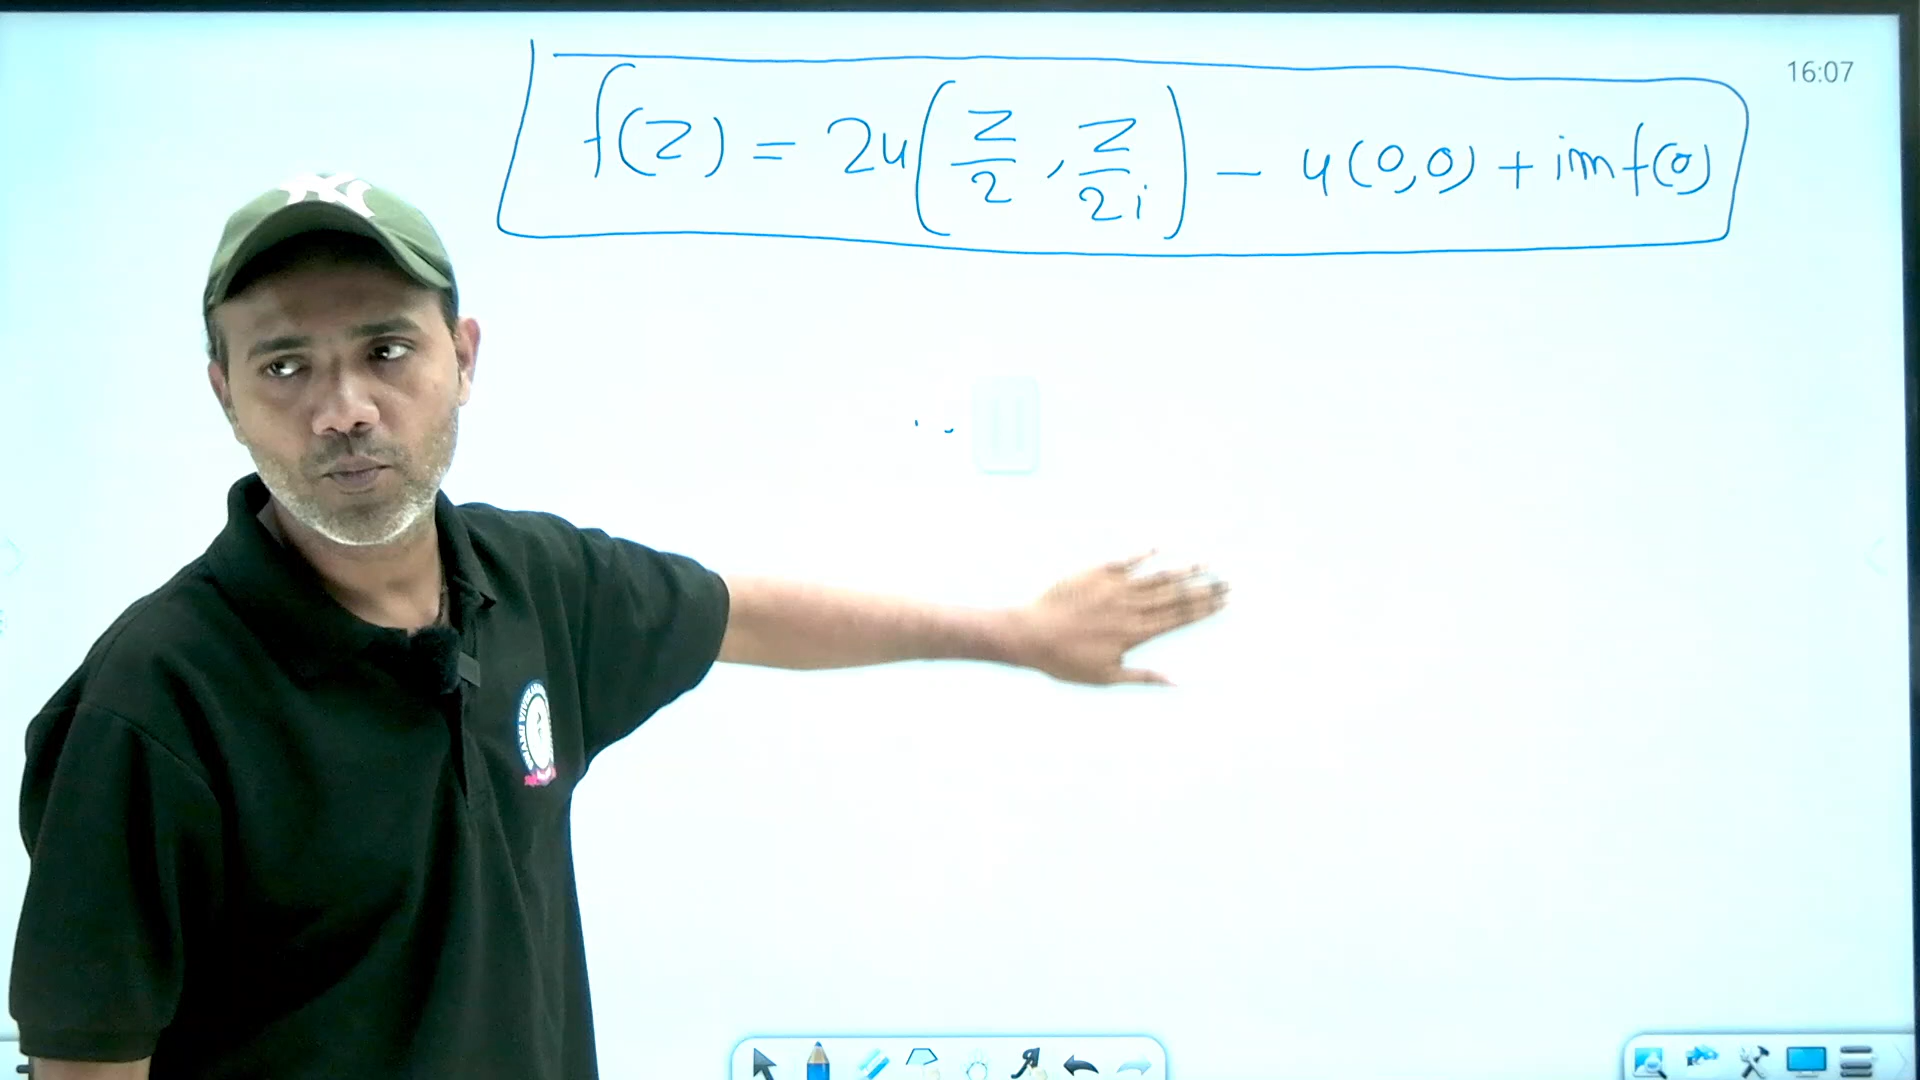 16:07
f(z) = 2u(z/2, z/2i) - u(0,0) + im f(0)